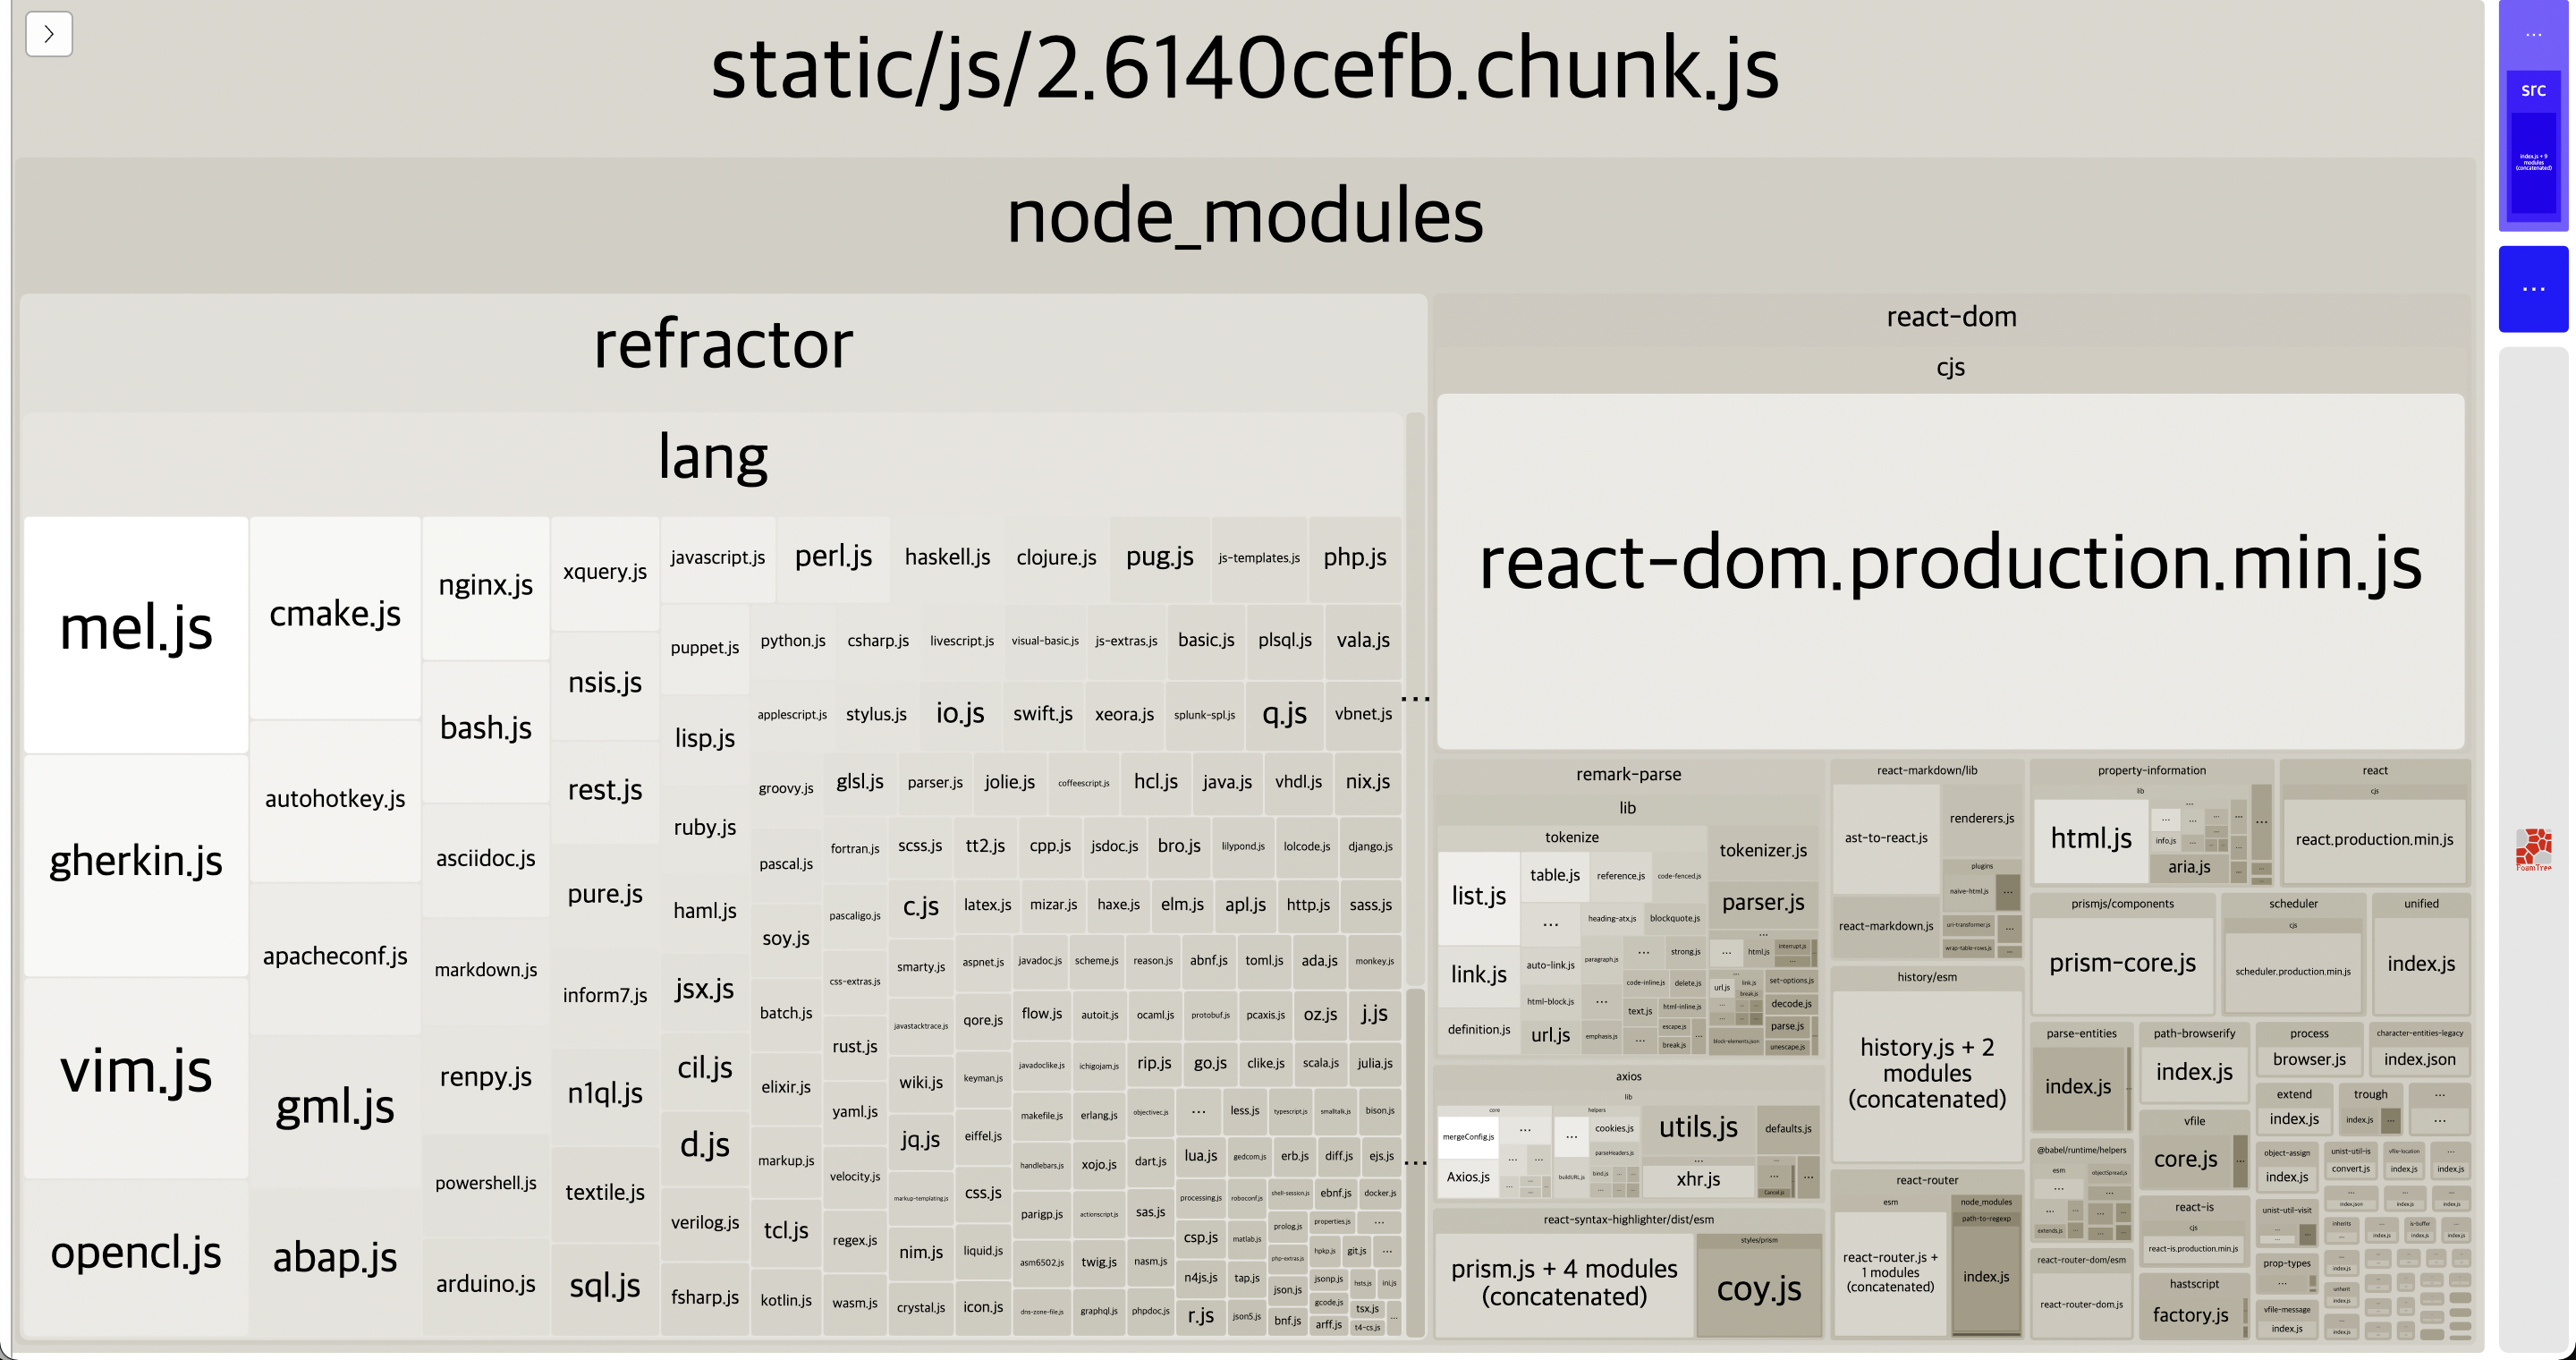 static/js/2.6140cefb.chunk.js
...
src
index.js + 9
modules
(concatenated)
...
node_modules
refractor
lang
mel.js
gherkin.js
vim.js
opencl.js
cmake.js
autohotkey.js
apacheconf.js
gml.js
abap.js
nginx.js
bash.js
asciidoc.js
markdown.js
renpy.js
powershell.js
arduino.js
xquery.js
nsis.js
rest.js
pure.js
inform7.js
n1ql.js
textile.js
sql.js
javascript.js
perl.js
haskell.js
clojure.js
pug.js
js-templates.js
php.js
puppet.js
lisp.js
ruby.js
haml.js
jsx.js
cil.js
d.js
verilog.js
fsharp.js
python.js
csharp.js
livescript.js
visual-basic.js
js-extras.js
basic.js
plsql.js
vala.js
applescript.js
stylus.js
io.js
swift.js
xeora.js
splunk-spl.js
q.js
vbnet.js
...
groovy.js
pascal.js
soy.js
batch.js
elixir.js
markup.js
tcl.js
kotlin.js
glsl.js
parser.js
jolie.js
coffeescript.js
hcl.js
java.js
vhdl.js
nix.js
fortran.js
pascaligo.js
css-extras.js
rust.js
yaml.js
velocity.js
regex.js
wasm.js
scss.js
tt2.js
cpp.js
jsdoc.js
bro.js
lilypond.js
lolcode.js
django.js
c.js
latex.js
mizar.js
haxe.js
elm.js
apl.js
http.js
sass.js
smarty.js
javastacktrace.js
wiki.js
jq.js
markup-templating.js
nim.js
crystal.js
aspnet.js
qore.js
keyman.js
eiffel.js
css.js
liquid.js
icon.js
javadoc.js
scheme.js
reason.js
abnf.js
toml.js
ada.js
monkey.js
flow.js
autoit.js
ocaml.js
protobuf.js
pcaxis.js
oz.js
j.js
javadoclike.js
ichigojam.js
rip.js
go.js
clike.js
scala.js
julia.js
makefile.js
erlang.js
objectivec.js
...
less.js
typescript.js
smalltalk.js
bison.js
handlebars.js
xojo.js
dart.js
lua.js
gedcom.js
erb.js
diff.js
ejs.js
...
parigp.js
actionscript.js
sas.js
processing.js
roboconf.js
shell-session.js
ebnf.js
docker.js
prolog.js
properties.js
...
asm6502.js
twig.js
nasm.js
csp.js
matlab.js
php-extras.js
hpkp.js
git.js
...
dns-zone-file.js
graphql.js
phpdoc.js
n4js.js
tap.js
json.js
jsonp.js
hsts.js
ini.js
r.js
json5.js
bnf.js
gcode.js
tsx.js
...
arff.js
t4-cs.js
react-dom
cjs
react-dom.production.min.js
remark-parse
lib
tokenize
list.js
link.js
definition.js
table.js
reference.js
code-fenced.js
...
heading-atx.js
blockquote.js
auto-link.js
paragraph.js
...
strong.js
html-block.js
...
code-inline.js
delete.js
text.js
html-inline.js
url.js
emphasis.js
...
escape.js
break.js
...
tokenizer.js
parser.js
...
...
html.js
interrupt.js
...
url.js
link.js
break.js
set-options.js
decode.js
parse.js
block-elements.json
unescape.js
axios
lib
core
mergeConfig.js
Axios.js
...
helpers
...
cookies.js
parseHeaders.js
buildURL.js
bind.js
utils.js
defaults.js
...
xhr.js
...
Cancel.js
...
react-syntax-highlighter/dist/esm
prism.js + 4 modules
(concatenated)
styles/prism
coy.js
react-markdown/lib
ast-to-react.js
renderers.js
plugins
naive-html.js
...
react-markdown.js
uri-transformer.js
...
wrap-table-rows.js
...
history/esm
history.js + 2
modules
(concatenated)
react-router
esm
react-router.js +
1 modules
(concatenated)
node_modules
path-to-regexp
index.js
property-information
lib
html.js
...
info.js
aria.js
...
react
cjs
react.production.min.js
prismjs/components
prism-core.js
scheduler
cjs
scheduler.production.min.js
unified
index.js
parse-entities
index.js
path-browserify
index.js
process
browser.js
character-entities-legacy
index.json
extend
index.js
trough
index.js
...
...
...
vfile
core.js
...
@babel/runtime/helpers
esm
...
objectSpread.js
...
extends.js
object-assign
index.js
unist-util-is
convert.js
vfile-location
index.js
...
index.js
react-is
cjs
react-is.production.min.js
unist-util-visit
...
...
index.json
...
index.js
...
index.js
inherits
index.js
...
index.js
is-buffer
index.js
...
index.js
react-router-dom/esm
react-router-dom.js
hastscript
factory.js
prop-types
...
...
index.js
vfile-message
index.js
unherit
index.js
...
index.js
FoamTree